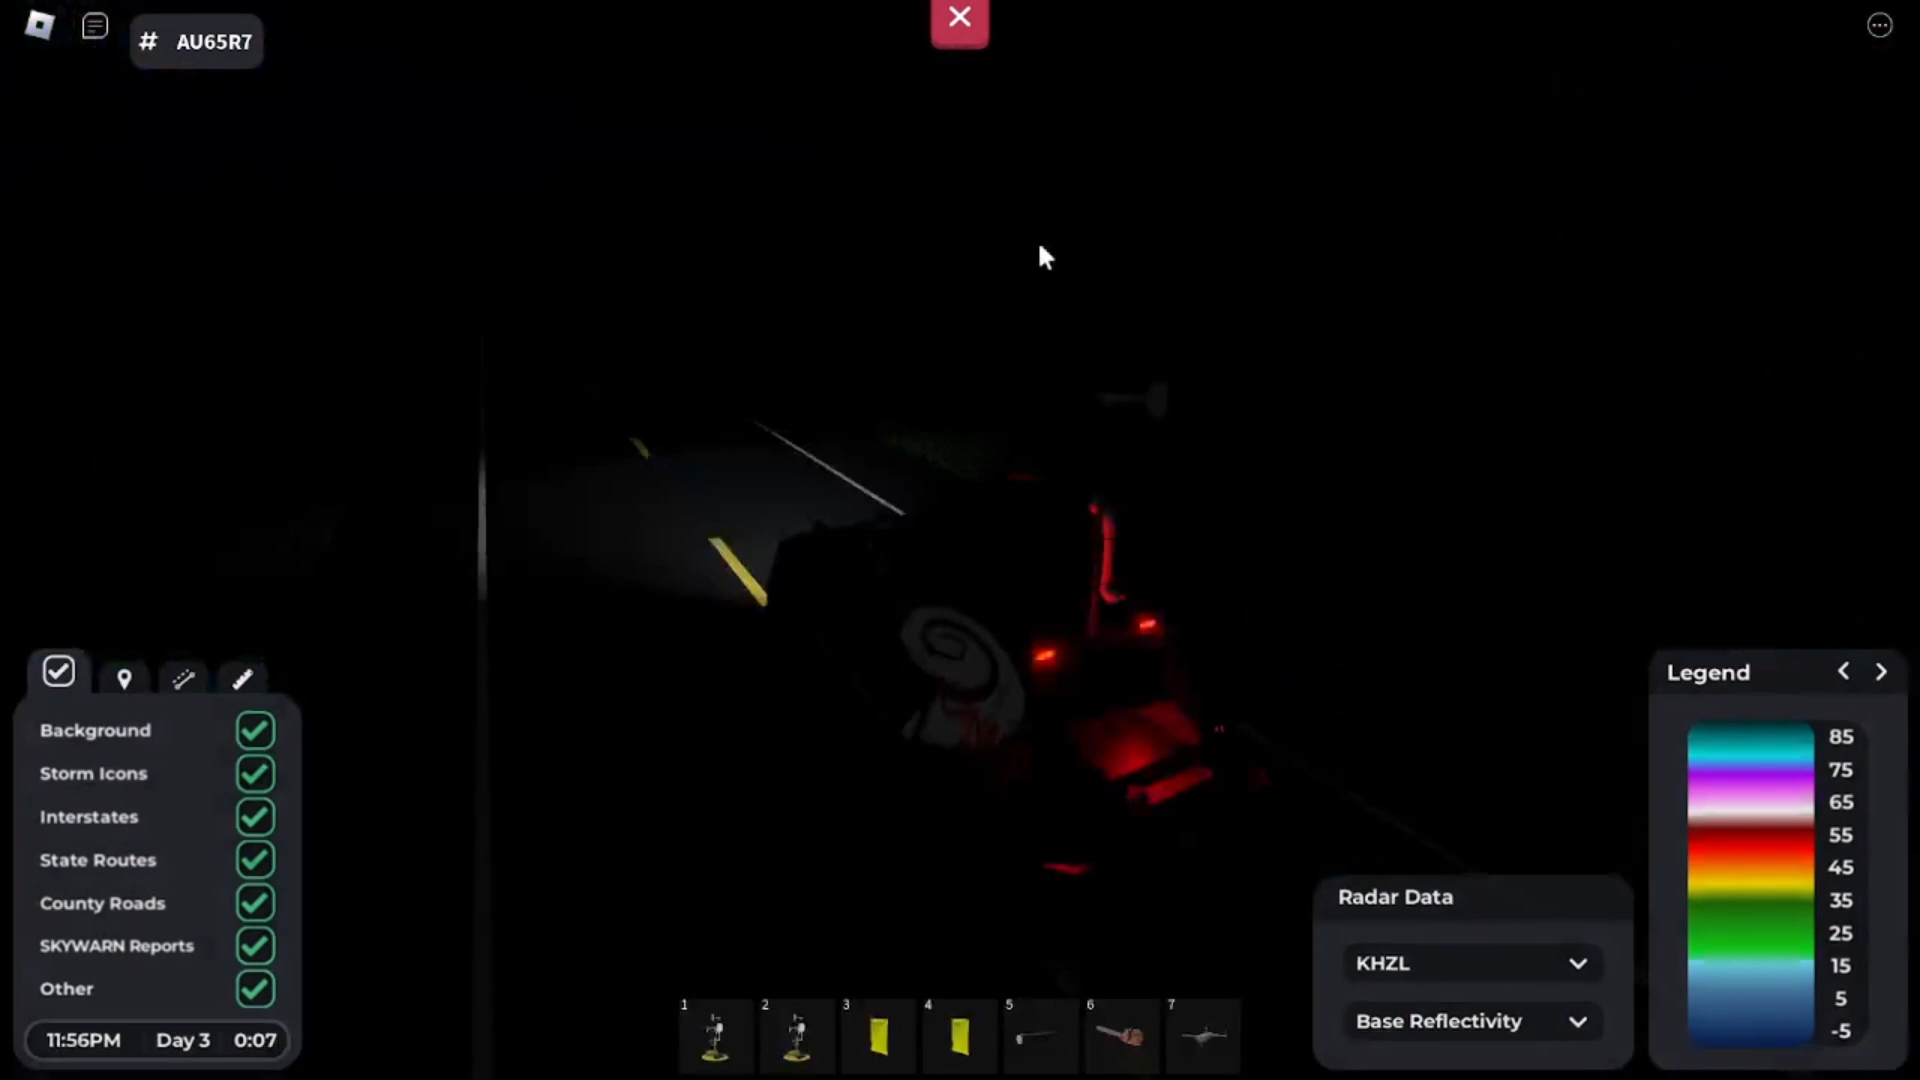 # AU65R7
Background
Storm Icons
Interstates
State Routes
County Roads
SKYWARN Reports
Other
11:56PM Day 3 0:07
1 2 3 4 5 6 7
Radar Data
KHZL
Base Reflectivity
Legend
85
75
65
55
45
35
25
15
5
-5